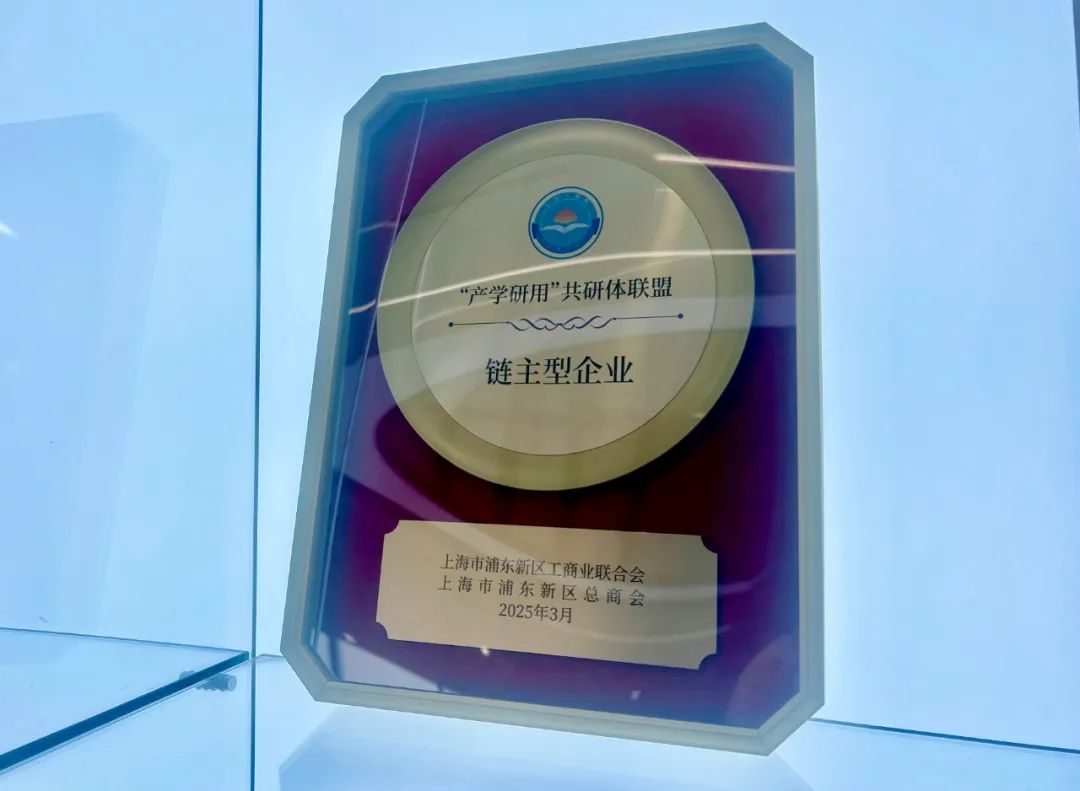 “产学研用”共研体联盟
链主型企业
上海市浦东新区工商业联合会
上海市浦东新区总商会
2025年3月